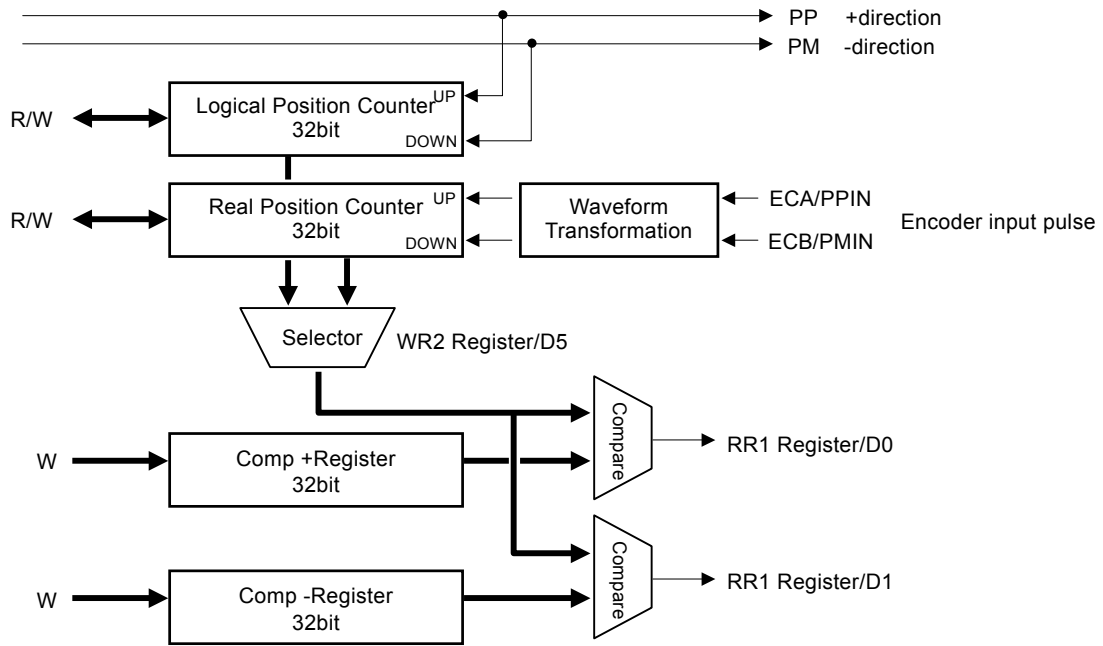 PP +direction
PM -direction
Logical Position Counter
32bit
UP
DOWN
R/W
Real Position Counter
32bit
UP
DOWN
R/W
Waveform
Transformation
ECA/PPIN
ECB/PMIN
Encoder input pulse
Selector
WR2 Register/D5
Compare
RR1 Register/D0
W
Comp +Register
32bit
Compare
RR1 Register/D1
W
Comp -Register
32bit